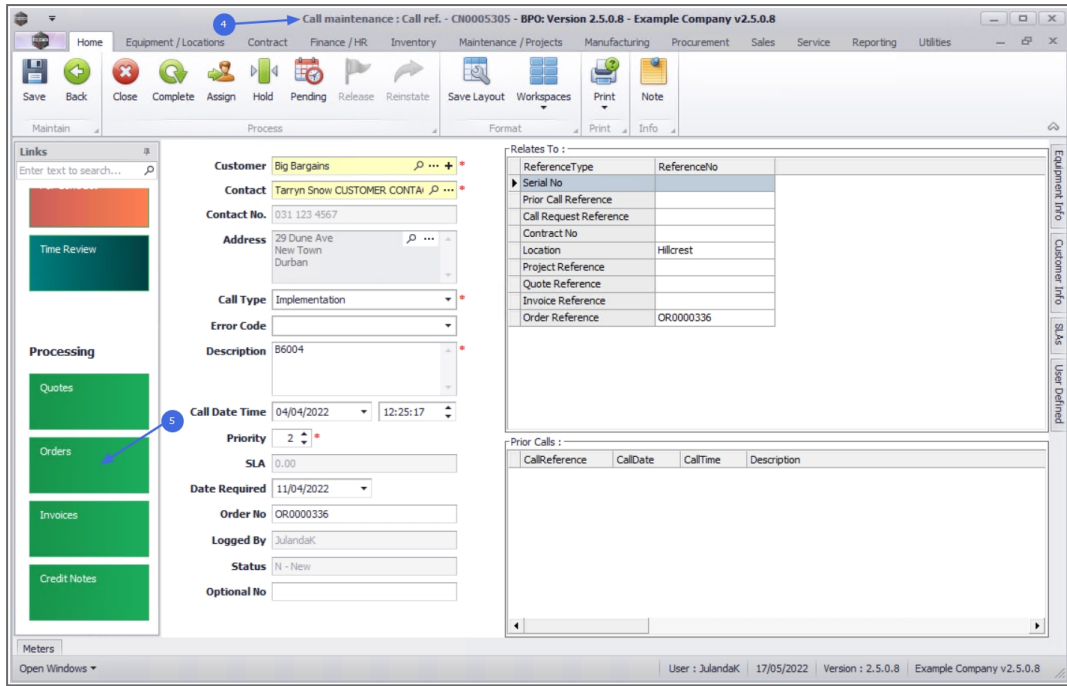 Call maintenance : Call ref. - CN0005305 - BPO: Version 2.5.0.8 - Example Company v2.5.0.8
4
Home Equipment / Locations Contract Finance / HR Inventory Maintenance / Projects Manufacturing Procurement Sales Service Reporting Utilities
Save Back Close Complete Assign Hold Pending Release Reinstate Save Layout Workspaces Print Note
Maintain Process Format Print Info
Links
Enter text to search...
Time Review
Processing
Quotes
5
Orders
Invoices
Credit Notes
Customer Big Bargains *
Contact Tarryn Snow CUSTOMER CONTA *
Contact No. 031 123 4567
Address 29 Dune Ave
New Town
Durban
Call Type Implementation *
Error Code
Description B6004 *
Call Date Time 04/04/2022 12:25:17
Priority 2 *
SLA 0.00
Date Required 11/04/2022
Order No OR0000336
Logged By JulandaK
Status N - New
Optional No
Relates To :
ReferenceType ReferenceNo
Serial No
Prior Call Reference
Call Request Reference
Contract No
Location Hillcrest
Project Reference
Quote Reference
Invoice Reference
Order Reference OR0000336
Prior Calls :
CallReference CallDate CallTime Description
Equipment Info
Customer Info
SLAs
User Defined
Meters
Open Windows User : JulandaK 17/05/2022 Version : 2.5.0.8 Example Company v2.5.0.8